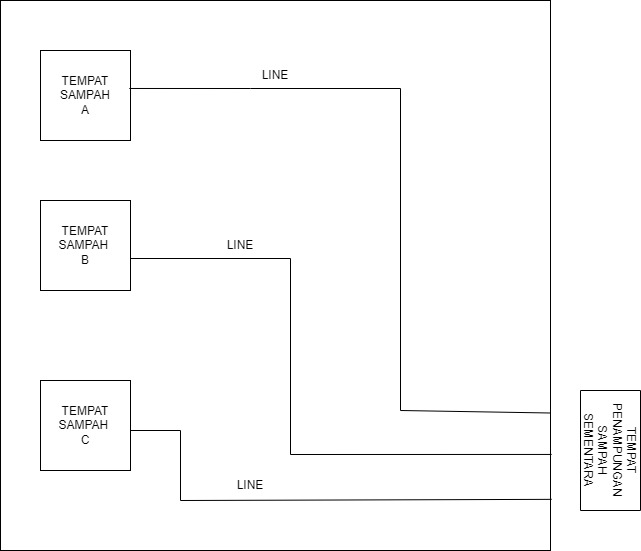 LINE
TEMPAT
SAMPAH
A
LINE
TEMPAT
SAMPAH
B
TEMPAT
SAMPAH
C
LINE
TEMPAT
PENAMPUNGAN
SAMPAH
SEMENTARA